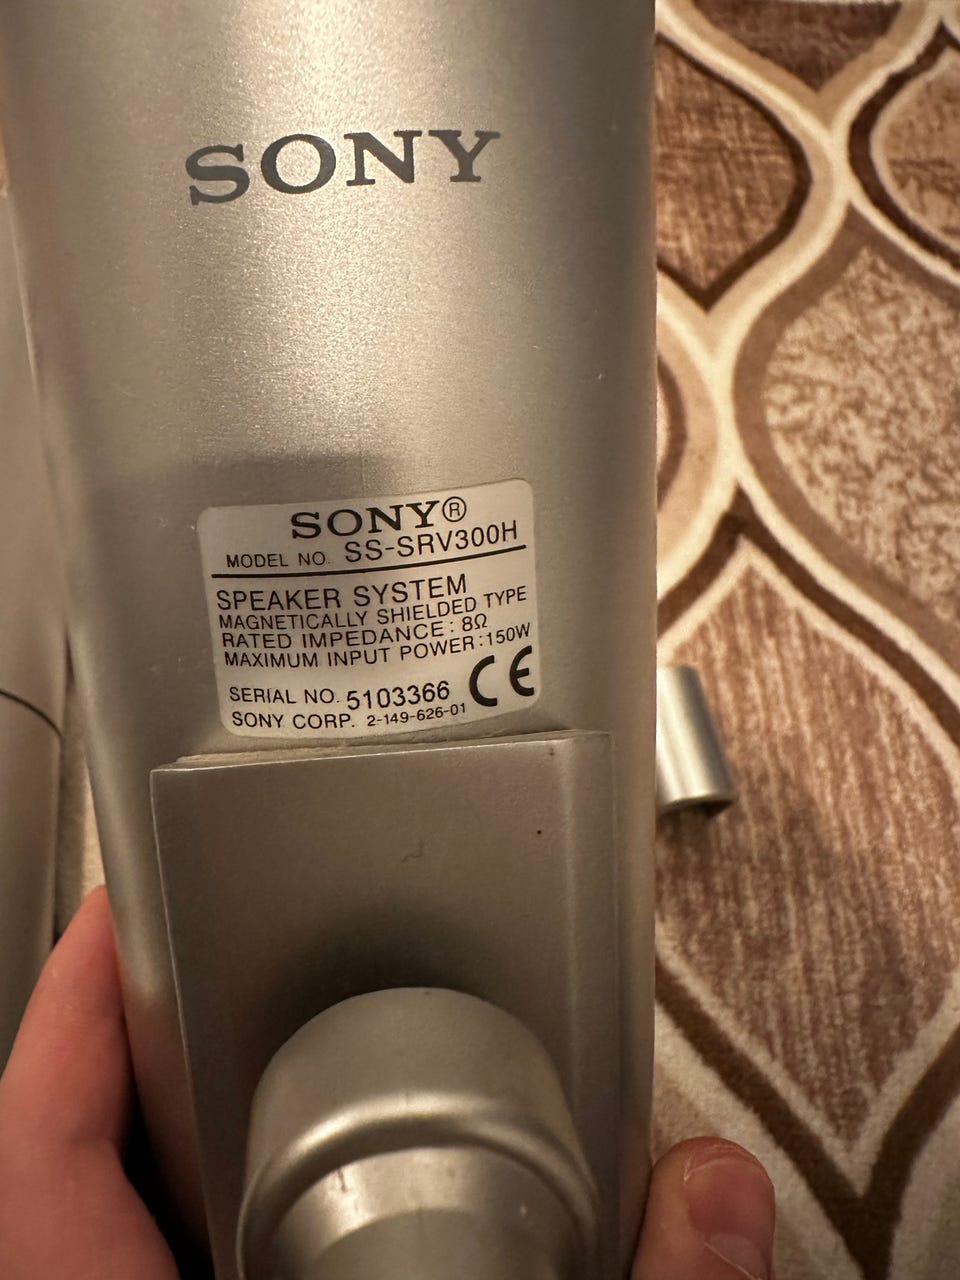 SONY
SONY®
MODEL NO. SS-SRV300H
SPEAKER SYSTEM
MAGNETICALLY SHIELDED TYPE
RATED IMPEDANCE: 8Ω
MAXIMUM INPUT POWER: 150W
SERIAL NO. 5103366
CE
SONY CORP. 2-149-626-01